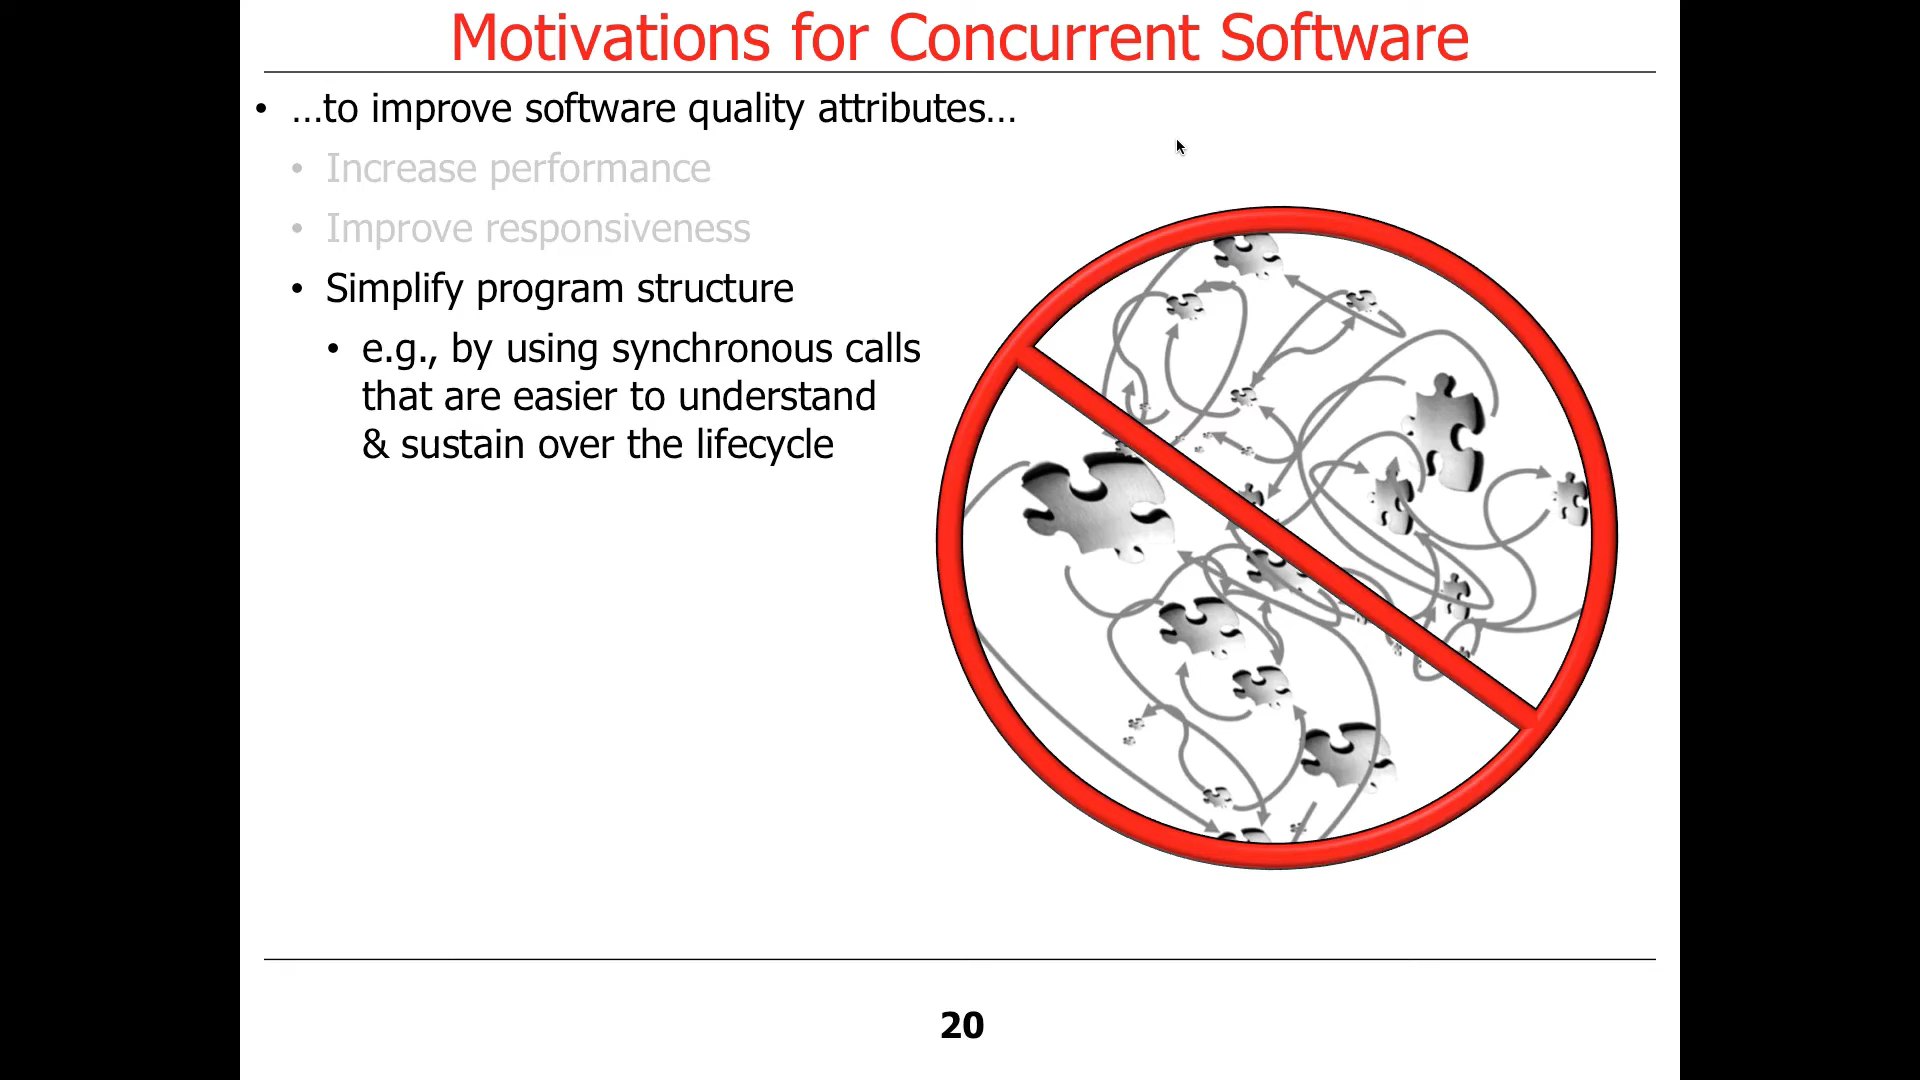 Motivations for Concurrent Software
• …to improve software quality attributes…
• Increase performance
• Improve responsiveness
• Simplify program structure
• e.g., by using synchronous calls
that are easier to understand
& sustain over the lifecycle
20